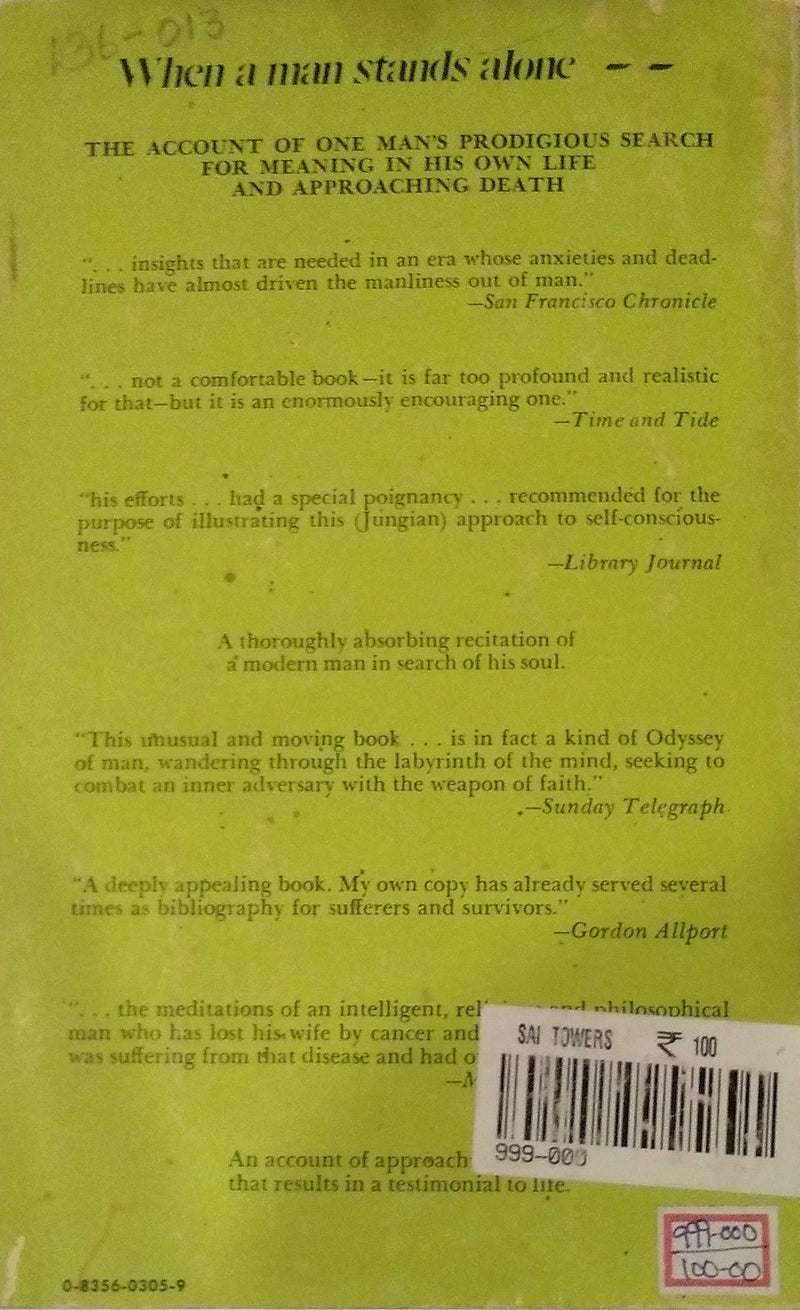 136-013
When a man stands alone - -
THE ACCOUNT OF ONE MAN'S PRODIGIOUS SEARCH
FOR MEANING IN HIS OWN LIFE
AND APPROACHING DEATH
". . . insights that are needed in an era whose anxieties and dead-
lines have almost driven the manliness out of man."
—San Francisco Chronicle
". . . not a comfortable book—it is far too profound and realistic
for that—but it is an enormously encouraging one."
—Time and Tide
"his efforts . . . had a special poignancy . . . recommended for the
purpose of illustrating this (Jungian) approach to self-conscious-
ness."
—Library Journal
A thoroughly absorbing recitation of
a modern man in search of his soul.
"This unusual and moving book . . . is in fact a kind of Odyssey
of man, wandering through the labyrinth of the mind, seeking to
combat an inner adversary with the weapon of faith."
—Sunday Telegraph
"A deeply appealing book. My own copy has already served several
times as bibliography for sufferers and survivors."
—Gordon Allport
". . . the meditations of an intelligent, philosophical
man who has lost his wife by cancer and
was suffering from that disease and had
SAI TOWERS ₹ 100
An account of approach
that results in a testimonial to life.
100-00
0-8356-0305-9